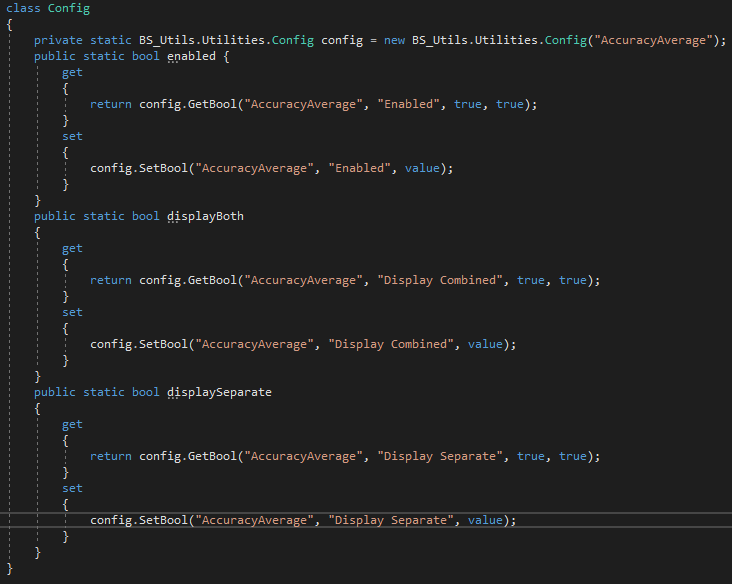 class Config
{
    private static BS_Utils.Utilities.Config config = new BS_Utils.Utilities.Config("AccuracyAverage");
    public static bool enabled {
        get
        {
            return config.GetBool("AccuracyAverage", "Enabled", true, true);
        }
        set
        {
            config.SetBool("AccuracyAverage", "Enabled", value);
        }
    }
    public static bool displayBoth
    {
        get
        {
            return config.GetBool("AccuracyAverage", "Display Combined", true, true);
        }
        set
        {
            config.SetBool("AccuracyAverage", "Display Combined", value);
        }
    }
    public static bool displaySeparate
    {
        get
        {
            return config.GetBool("AccuracyAverage", "Display Separate", true, true);
        }
        set
        {
            config.SetBool("AccuracyAverage", "Display Separate", value);
        }
    }
}